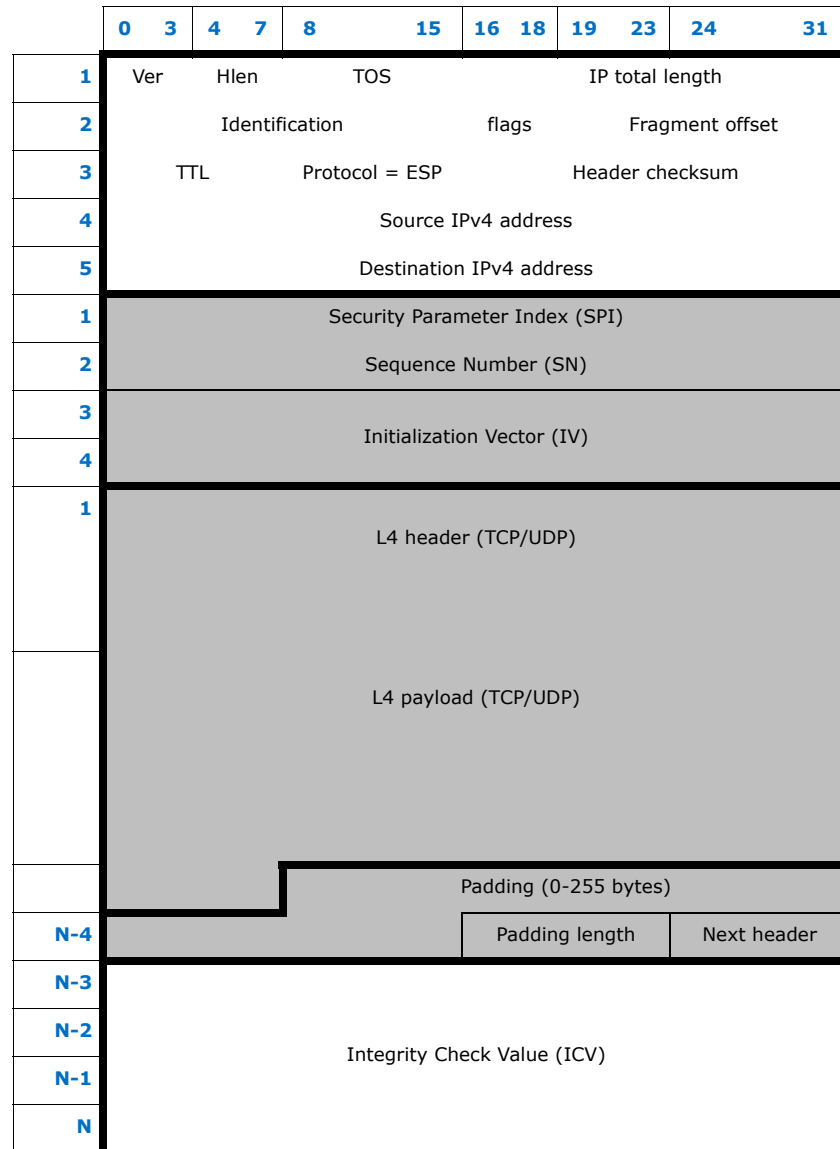 0 3 4 7 8 15 16 18 19 23 24 31
1 Ver Hlen TOS IP total length
2 Identification flags Fragment offset
3 TTL Protocol = ESP Header checksum
4 Source IPv4 address
5 Destination IPv4 address
1 Security Parameter Index (SPI)
2 Sequence Number (SN)
3
Initialization Vector (IV)
4
1
L4 header (TCP/UDP)
L4 payload (TCP/UDP)
Padding (0-255 bytes)
N-4 Padding length Next header
N-3
N-2
Integrity Check Value (ICV)
N-1
N